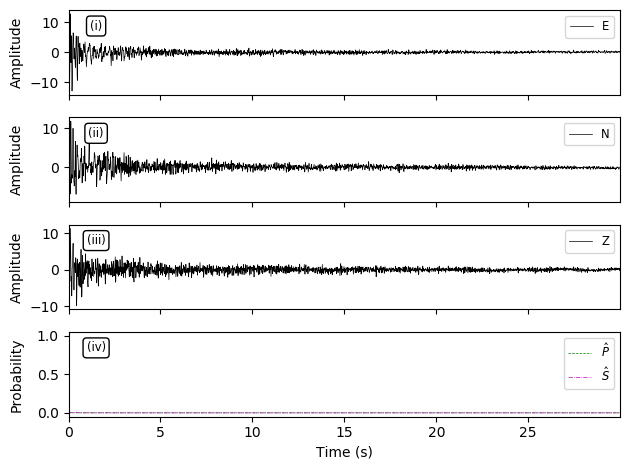 (i)
E
Amplitude
10
0
−10
(ii)
N
Amplitude
10
0
(iii)
Z
Amplitude
10
0
−10
(iv)
P̂
Ŝ
Probability
1.0
0.5
0.0
0 5 10 15 20 25
Time (s)